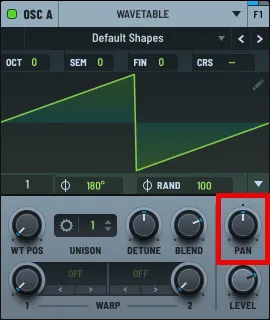 OSC A WAVETABLE F1
Default Shapes < >
OCT 0 SEM 0 FIN 0 CRS --
1 180° RAND 100
1
WT POS UNISON DETUNE BLEND PAN
OFF OFF
< > < >
1 WARP 2 LEVEL